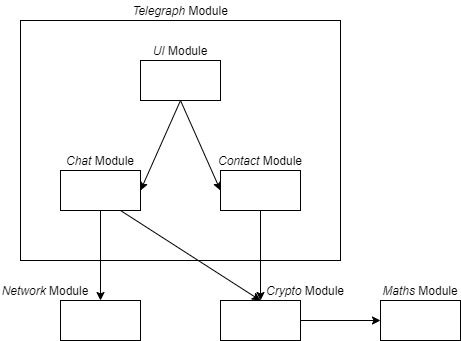 Telegraph Module
UI Module
Chat Module
Contact Module
Network Module
Crypto Module
Maths Module